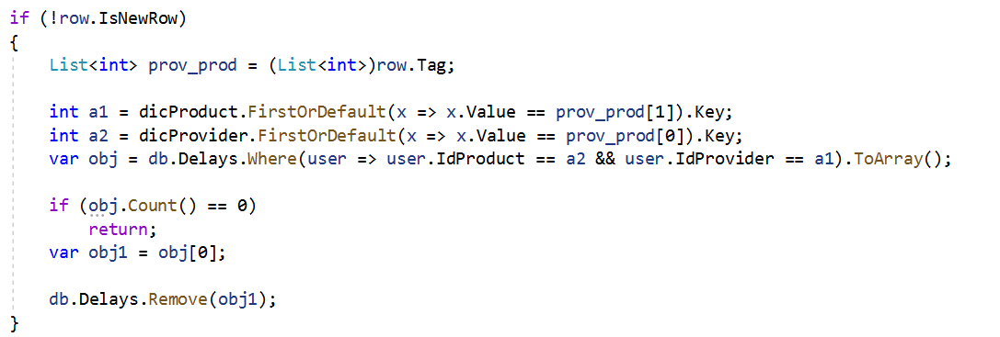 if (!row.IsNewRow)
{
List<int> prov_prod = (List<int>)row.Tag;
int a1 = dicProduct.FirstOrDefault(x => x.Value == prov_prod[1]).Key;
int a2 = dicProvider.FirstOrDefault(x => x.Value == prov_prod[0]).Key;
var obj = db.Delays.Where(user => user.IdProduct == a2 && user.IdProvider == a1).ToArray();
if (obj.Count() == 0)
return;
var obj1 = obj[0];
db.Delays.Remove(obj1);
}